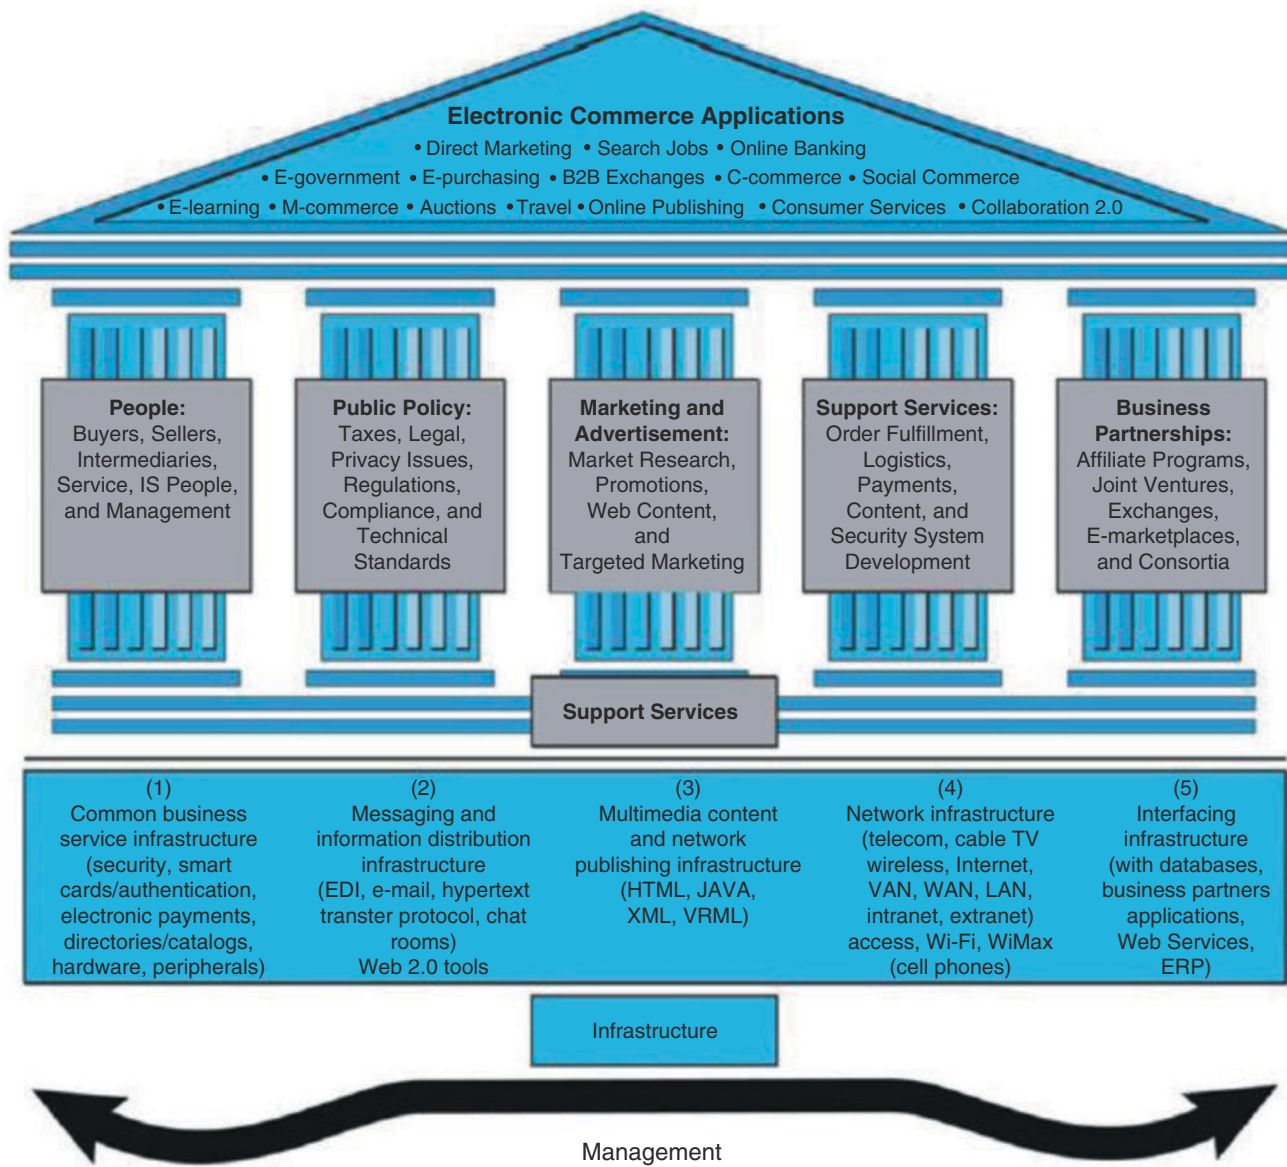 Electronic Commerce Applications
• Direct Marketing • Search Jobs • Online Banking
• E-government • E-purchasing • B2B Exchanges • C-commerce • Social Commerce
• E-learning • M-commerce • Auctions • Travel • Online Publishing • Consumer Services • Collaboration 2.0
People:
Buyers, Sellers,
Intermediaries,
Service, IS People,
and Management
Public Policy:
Taxes, Legal,
Privacy Issues,
Regulations,
Compliance, and
Technical
Standards
Marketing and
Advertisement:
Market Research,
Promotions,
Web Content,
and
Targeted Marketing
Support Services:
Order Fulfillment,
Logistics,
Payments,
Content, and
Security System
Development
Business
Partnerships:
Affiliate Programs,
Joint Ventures,
Exchanges,
E-marketplaces,
and Consortia
Support Services
(1)
Common business
service infrastructure
(security, smart
cards/authentication,
electronic payments,
directories/catalogs,
hardware, peripherals)
(2)
Messaging and
information distribution
infrastructure
(EDI, e-mail, hypertext
transter protocol, chat
rooms)
Web 2.0 tools
(3)
Multimedia content
and network
publishing infrastructure
(HTML, JAVA,
XML, VRML)
(4)
Network infrastructure
(telecom, cable TV
wireless, Internet,
VAN, WAN, LAN,
intranet, extranet)
access, Wi-Fi, WiMax
(cell phones)
(5)
Interfacing
infrastructure
(with databases,
business partners
applications,
Web Services,
ERP)
Infrastructure
Management